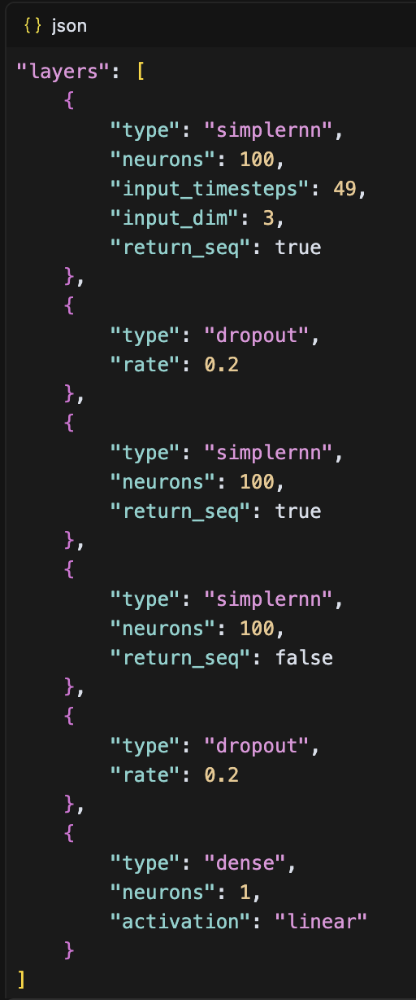 {} json
"layers": [
    {
        "type": "simplernn",
        "neurons": 100,
        "input_timesteps": 49,
        "input_dim": 3,
        "return_seq": true
    },
    {
        "type": "dropout",
        "rate": 0.2
    },
    {
        "type": "simplernn",
        "neurons": 100,
        "return_seq": true
    },
    {
        "type": "simplernn",
        "neurons": 100,
        "return_seq": false
    },
    {
        "type": "dropout",
        "rate": 0.2
    },
    {
        "type": "dense",
        "neurons": 1,
        "activation": "linear"
    }
]